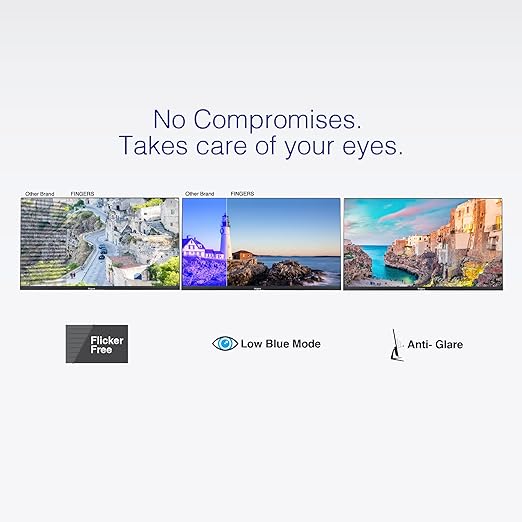 No Compromises.
Takes care of your eyes.
Other Brand FINGERS Other Brand FINGERS
Flicker
Free
Low Blue Mode
Anti- Glare